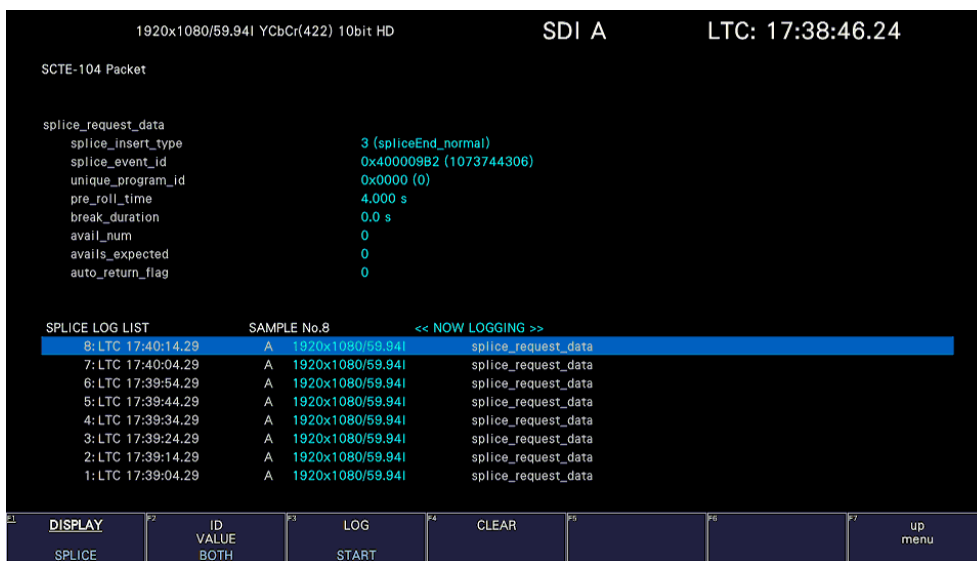 1920x1080/59.94I YCbCr(422) 10bit HD SDI A LTC: 17:38:46.24
SCTE-104 Packet
splice_request_data
splice_insert_type 3 (spliceEnd_normal)
splice_event_id 0x400009B2 (1073744306)
unique_program_id 0x0000 (0)
pre_roll_time 4.000 s
break_duration 0.0 s
avail_num 0
avails_expected 0
auto_return_flag 0
SPLICE LOG LIST SAMPLE No.8 << NOW LOGGING >>
8: LTC 17:40:14.29 A 1920x1080/59.94I splice_request_data
7: LTC 17:40:04.29 A 1920x1080/59.94I splice_request_data
6: LTC 17:39:54.29 A 1920x1080/59.94I splice_request_data
5: LTC 17:39:44.29 A 1920x1080/59.94I splice_request_data
4: LTC 17:39:34.29 A 1920x1080/59.94I splice_request_data
3: LTC 17:39:24.29 A 1920x1080/59.94I splice_request_data
2: LTC 17:39:14.29 A 1920x1080/59.94I splice_request_data
1: LTC 17:39:04.29 A 1920x1080/59.94I splice_request_data
F1 DISPLAY F2 ID F3 LOG F4 CLEAR F5 F6 F7 up
VALUE menu
SPLICE BOTH START